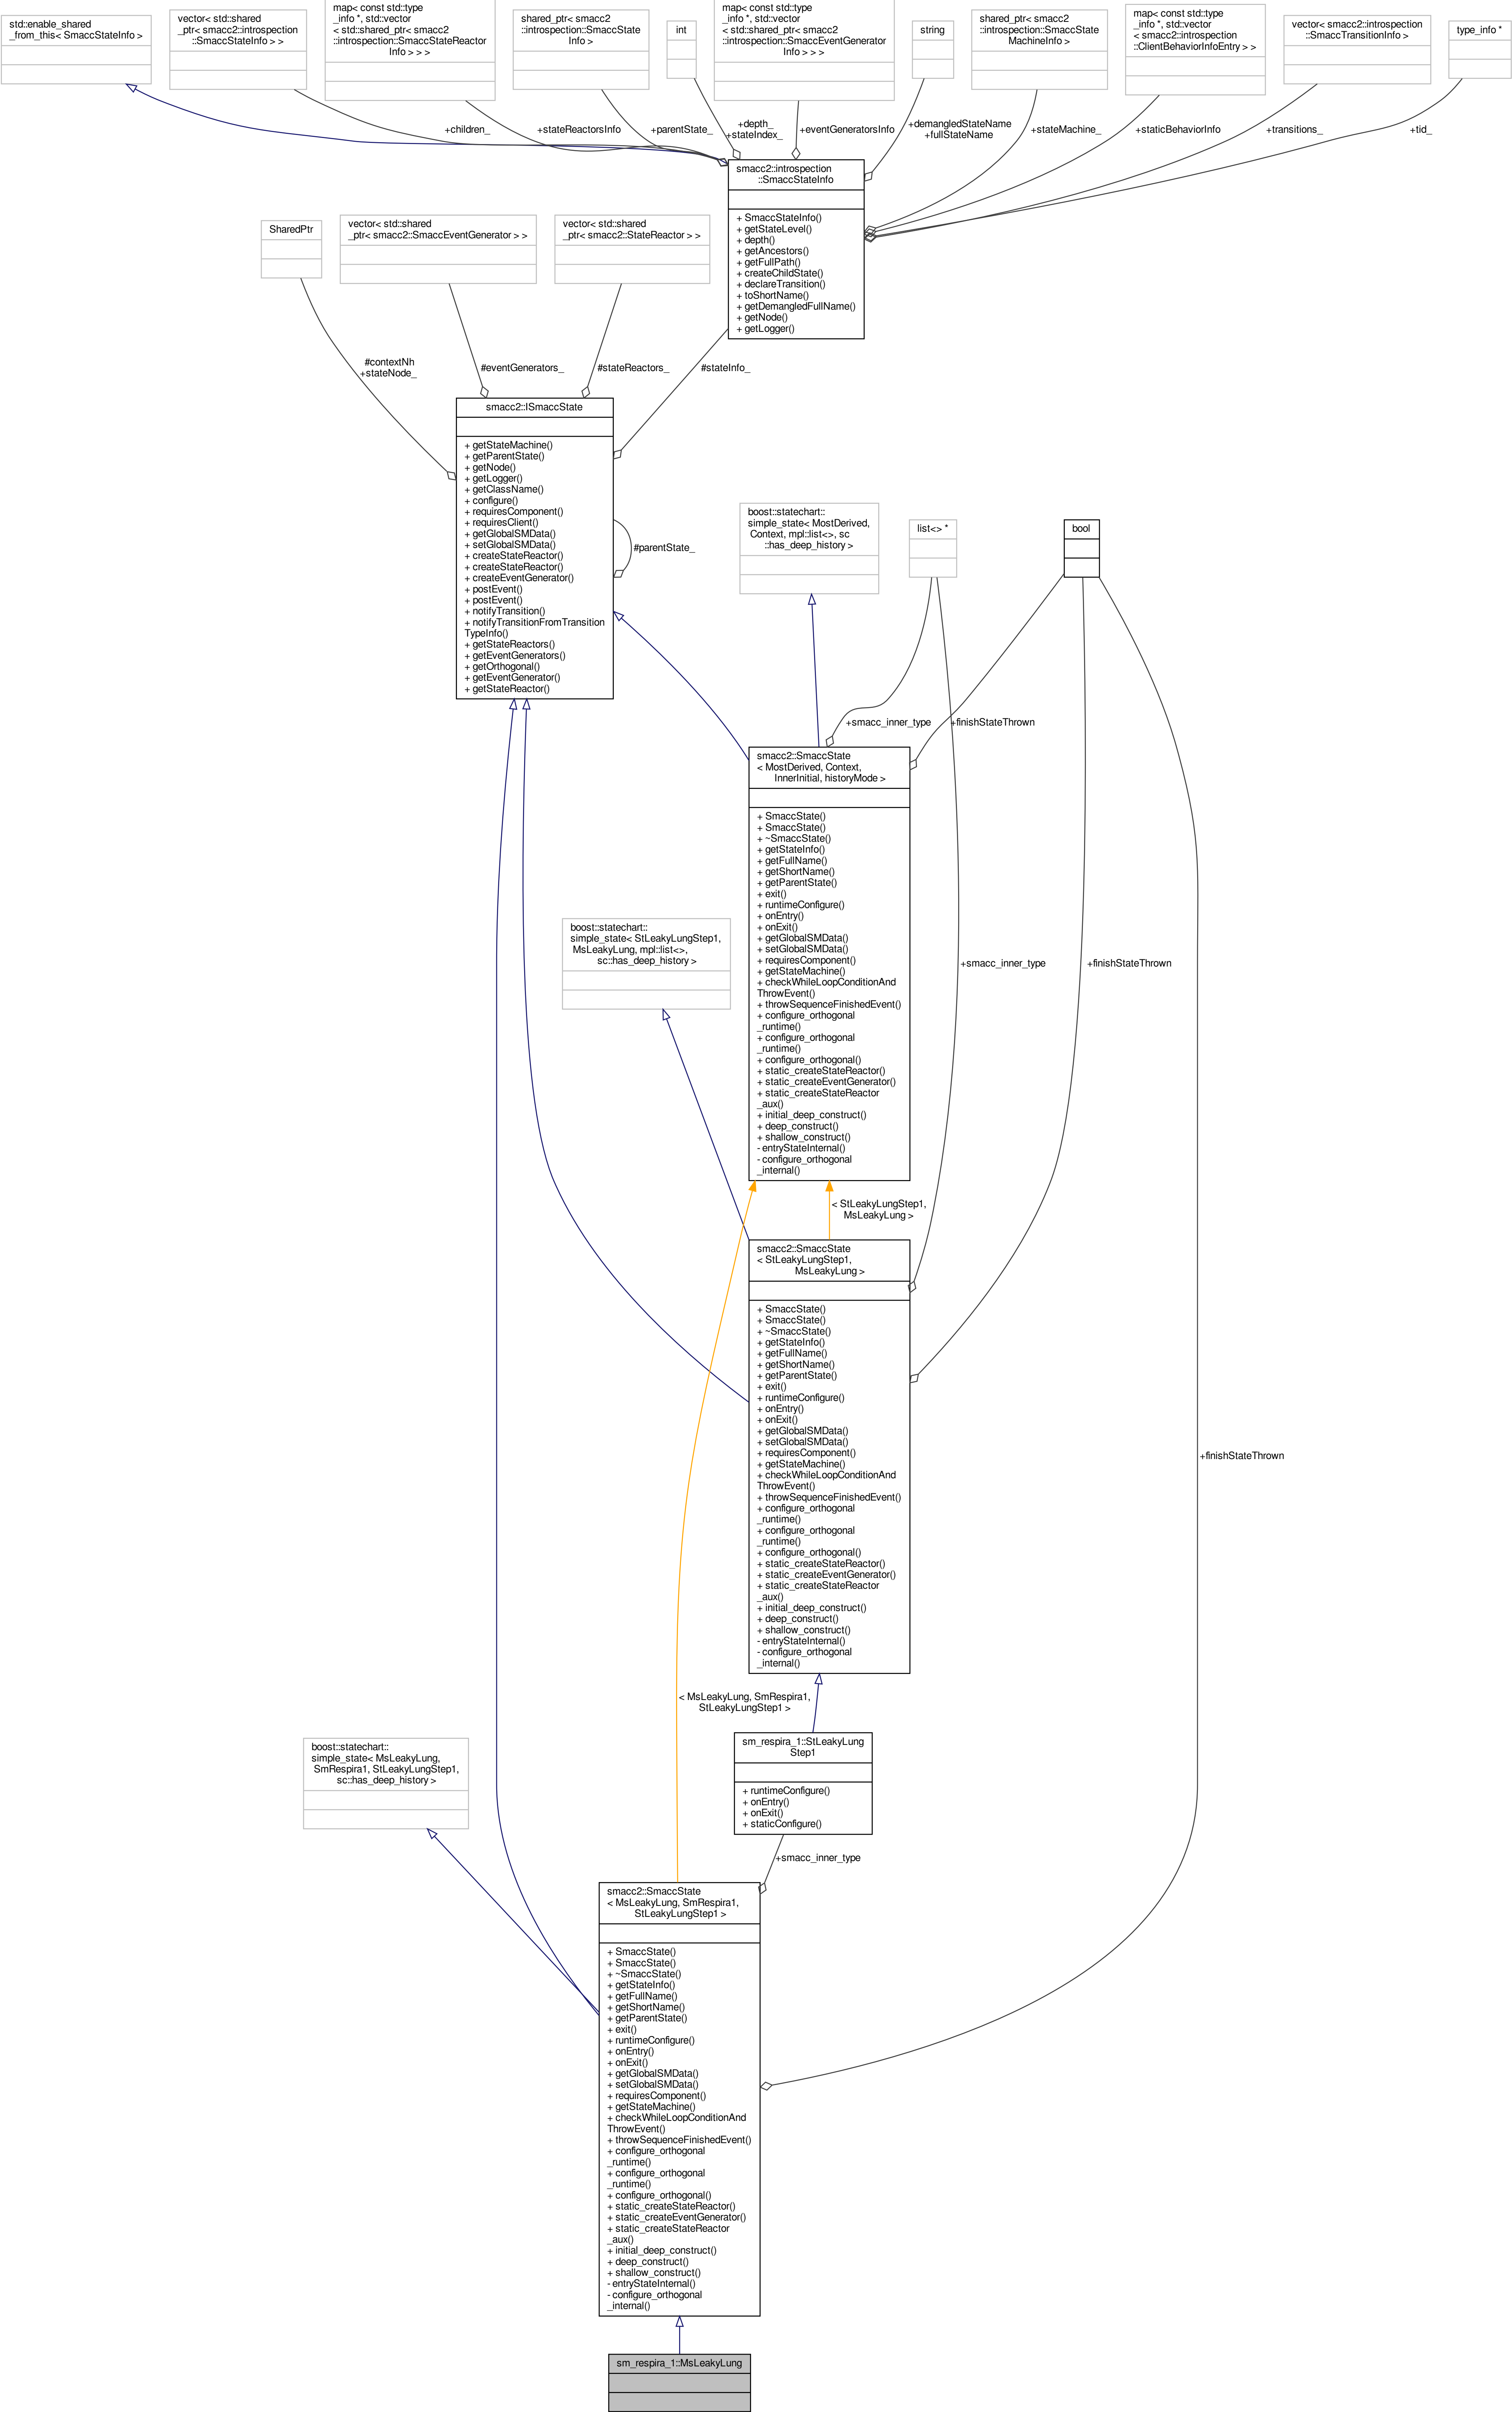 std::enable_shared
_from_this< SmaccStateInfo >
vector< std::shared
_ptr< smacc2::introspection
::SmaccStateInfo > >
map< const std::type
_info *, std::vector
< std::shared_ptr< smacc2
::introspection::SmaccStateReactor
Info > > >
shared_ptr< smacc2
::introspection::SmaccState
Info >
int
map< const std::type
_info *, std::vector
< std::shared_ptr< smacc2
::introspection::SmaccEventGenerator
Info > > >
string
shared_ptr< smacc2
::introspection::SmaccState
MachineInfo >
map< const std::type
_info *, std::vector
< smacc2::introspection
::ClientBehaviorInfoEntry > >
vector< smacc2::introspection
::SmaccTransitionInfo >
type_info *
+children_
+stateReactorsInfo
+parentState_
+depth_
+stateIndex_
+eventGeneratorsInfo
+demangledStateName
+fullStateName
+stateMachine_
+staticBehaviorInfo
+transitions_
+tid_
smacc2::introspection
::SmaccStateInfo
+ SmaccStateInfo()
+ getStateLevel()
+ depth()
+ getAncestors()
+ getFullPath()
+ createChildState()
+ declareTransition()
+ toShortName()
+ getDemangledFullName()
+ getNode()
+ getLogger()
SharedPtr
vector< std::shared
_ptr< smacc2::SmaccEventGenerator > >
vector< std::shared
_ptr< smacc2::StateReactor > >
#contextNh
+stateNode_
#eventGenerators_
#stateReactors_
#stateInfo_
smacc2::ISmaccState
+ getStateMachine()
+ getParentState()
+ getNode()
+ getLogger()
+ getClassName()
+ configure()
+ requiresComponent()
+ requiresClient()
+ getGlobalSMData()
+ setGlobalSMData()
+ createStateReactor()
+ createStateReactor()
+ createEventGenerator()
+ postEvent()
+ postEvent()
+ notifyTransition()
+ notifyTransitionFromTransition
TypeInfo()
+ getStateReactors()
+ getEventGenerators()
+ getOrthogonal()
+ getEventGenerator()
+ getStateReactor()
#parentState_
boost::statechart::
simple_state< MostDerived,
Context, mpl::list<>, sc
::has_deep_history >
list<> *
bool
+smacc_inner_type
+finishStateThrown
smacc2::SmaccState
< MostDerived, Context,
InnerInitial, historyMode >
+ SmaccState()
+ SmaccState()
+ ~SmaccState()
+ getStateInfo()
+ getFullName()
+ getShortName()
+ getParentState()
+ exit()
+ runtimeConfigure()
+ onEntry()
+ onExit()
+ getGlobalSMData()
+ setGlobalSMData()
+ requiresComponent()
+ getStateMachine()
+ checkWhileLoopConditionAnd
ThrowEvent()
+ throwSequenceFinishedEvent()
+ configure_orthogonal
_runtime()
+ configure_orthogonal
_runtime()
+ configure_orthogonal()
+ static_createStateReactor()
+ static_createEventGenerator()
+ static_createStateReactor
_aux()
+ initial_deep_construct()
+ deep_construct()
+ shallow_construct()
- entryStateInternal()
- configure_orthogonal
_internal()
boost::statechart::
simple_state< StLeakyLungStep1,
MsLeakyLung, mpl::list<>,
sc::has_deep_history >
+smacc_inner_type
+finishStateThrown
< StLeakyLungStep1,
MsLeakyLung >
smacc2::SmaccState
< StLeakyLungStep1,
MsLeakyLung >
+ SmaccState()
+ SmaccState()
+ ~SmaccState()
+ getStateInfo()
+ getFullName()
+ getShortName()
+ getParentState()
+ exit()
+ runtimeConfigure()
+ onEntry()
+ onExit()
+ getGlobalSMData()
+ setGlobalSMData()
+ requiresComponent()
+ getStateMachine()
+ checkWhileLoopConditionAnd
ThrowEvent()
+ throwSequenceFinishedEvent()
+ configure_orthogonal
_runtime()
+ configure_orthogonal
_runtime()
+ configure_orthogonal()
+ static_createStateReactor()
+ static_createEventGenerator()
+ static_createStateReactor
_aux()
+ initial_deep_construct()
+ deep_construct()
+ shallow_construct()
- entryStateInternal()
- configure_orthogonal
_internal()
+finishStateThrown
< MsLeakyLung, SmRespira1,
StLeakyLungStep1 >
boost::statechart::
simple_state< MsLeakyLung,
SmRespira1, StLeakyLungStep1,
sc::has_deep_history >
sm_respira_1::StLeakyLung
Step1
+ runtimeConfigure()
+ onEntry()
+ onExit()
+ staticConfigure()
+smacc_inner_type
smacc2::SmaccState
< MsLeakyLung, SmRespira1,
StLeakyLungStep1 >
+ SmaccState()
+ SmaccState()
+ ~SmaccState()
+ getStateInfo()
+ getFullName()
+ getShortName()
+ getParentState()
+ exit()
+ runtimeConfigure()
+ onEntry()
+ onExit()
+ getGlobalSMData()
+ setGlobalSMData()
+ requiresComponent()
+ getStateMachine()
+ checkWhileLoopConditionAnd
ThrowEvent()
+ throwSequenceFinishedEvent()
+ configure_orthogonal
_runtime()
+ configure_orthogonal
_runtime()
+ configure_orthogonal()
+ static_createStateReactor()
+ static_createEventGenerator()
+ static_createStateReactor
_aux()
+ initial_deep_construct()
+ deep_construct()
+ shallow_construct()
- entryStateInternal()
- configure_orthogonal
_internal()
sm_respira_1::MsLeakyLung